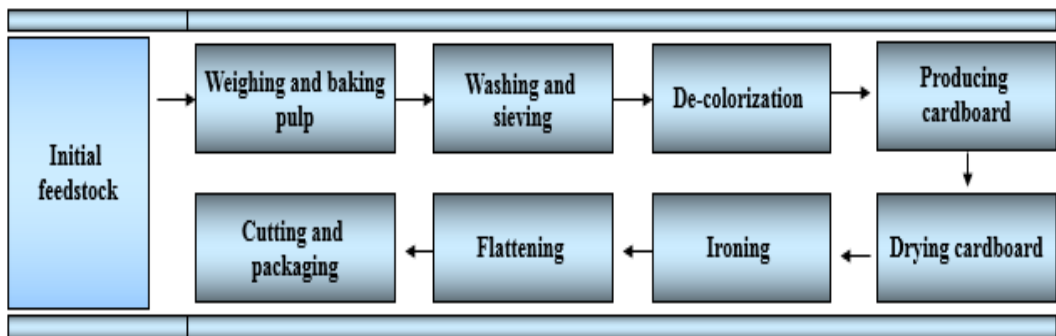 Initial
feedstock
Weighing and baking
pulp
Washing and
sieving
De-colorization
Producing
cardboard
Drying cardboard
Ironing
Flattening
Cutting and
packaging